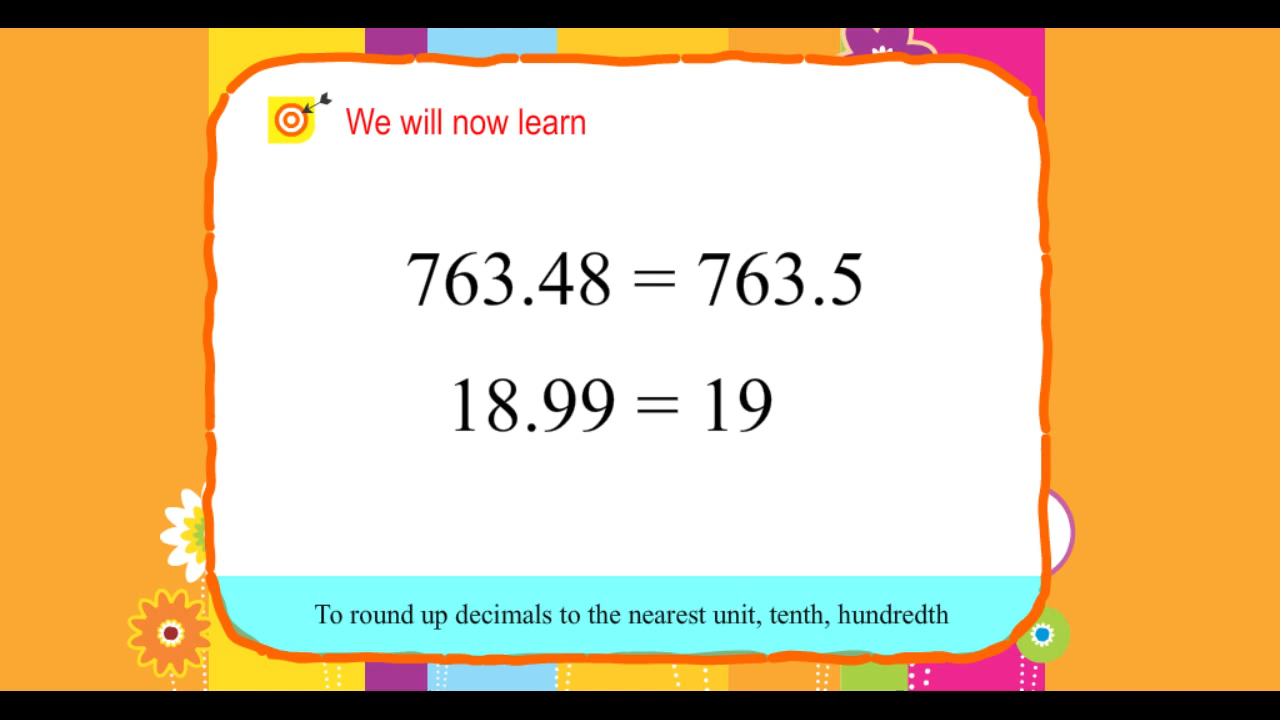 We will now learn
763.48 = 763.5
18.99 = 19
To round up decimals to the nearest unit, tenth, hundredth